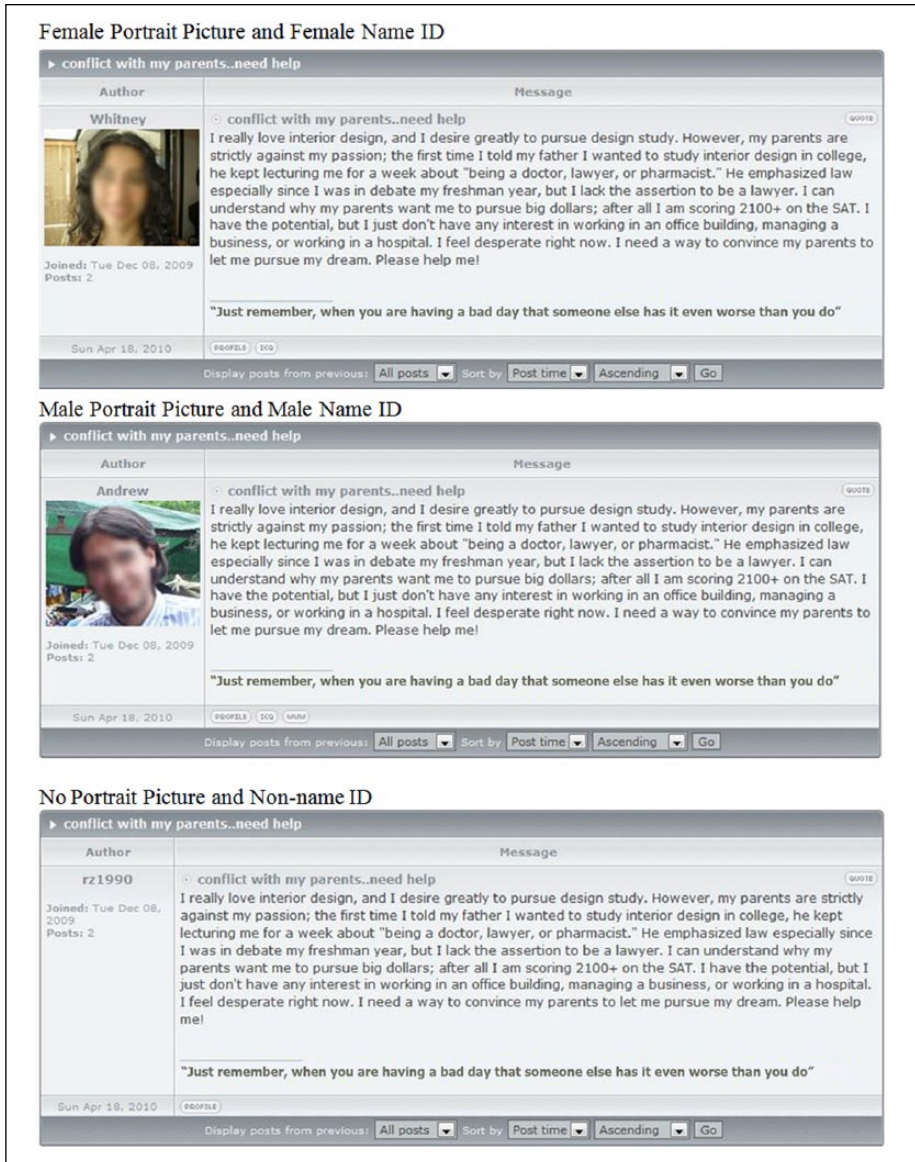 Female Portrait Picture and Female Name ID
conflict with my parents..need help
Author Message
Whitney
conflict with my parents..need help QUOTE
I really love interior design, and I desire greatly to pursue design study. However, my parents are
strictly against my passion; the first time I told my father I wanted to study interior design in college,
he kept lecturing me for a week about "being a doctor, lawyer, or pharmacist." He emphasized law
especially since I was in debate my freshman year, but I lack the assertion to be a lawyer. I can
understand why my parents want me to pursue big dollars; after all I am scoring 2100+ on the SAT. I
have the potential, but I just don't have any interest in working in an office building, managing a
business, or working in a hospital. I feel desperate right now. I need a way to convince my parents to
let me pursue my dream. Please help me!
Joined: Tue Dec 08, 2009
Posts: 2
"Just remember, when you are having a bad day that someone else has it even worse than you do"
Sun Apr 18, 2010 PROFILE ICQ
Display posts from previous: All posts Sort by Post time Ascending Go
Male Portrait Picture and Male Name ID
conflict with my parents..need help
Author Message
Andrew
conflict with my parents..need help QUOTE
I really love interior design, and I desire greatly to pursue design study. However, my parents are
strictly against my passion; the first time I told my father I wanted to study interior design in college,
he kept lecturing me for a week about "being a doctor, lawyer, or pharmacist." He emphasized law
especially since I was in debate my freshman year, but I lack the assertion to be a lawyer. I can
understand why my parents want me to pursue big dollars; after all I am scoring 2100+ on the SAT. I
have the potential, but I just don't have any interest in working in an office building, managing a
business, or working in a hospital. I feel desperate right now. I need a way to convince my parents to
let me pursue my dream. Please help me!
Joined: Tue Dec 08, 2009
Posts: 2
"Just remember, when you are having a bad day that someone else has it even worse than you do"
Sun Apr 18, 2010 PROFILE ICQ WWW
Display posts from previous: All posts Sort by Post time Ascending Go
No Portrait Picture and Non-name ID
conflict with my parents..need help
Author Message
rz1990
Joined: Tue Dec 08,
2009
Posts: 2
conflict with my parents..need help QUOTE
I really love interior design, and I desire greatly to pursue design study. However, my parents are strictly
against my passion; the first time I told my father I wanted to study interior design in college, he kept
lecturing me for a week about "being a doctor, lawyer, or pharmacist." He emphasized law especially since
I was in debate my freshman year, but I lack the assertion to be a lawyer. I can understand why my
parents want me to pursue big dollars; after all I am scoring 2100+ on the SAT. I have the potential, but I
just don't have any interest in working in an office building, managing a business, or working in a hospital.
I feel desperate right now. I need a way to convince my parents to let me pursue my dream. Please help
me!
"Just remember, when you are having a bad day that someone else has it even worse than you do"
Sun Apr 18, 2010 PROFILE
Display posts from previous: All posts Sort by Post time Ascending Go